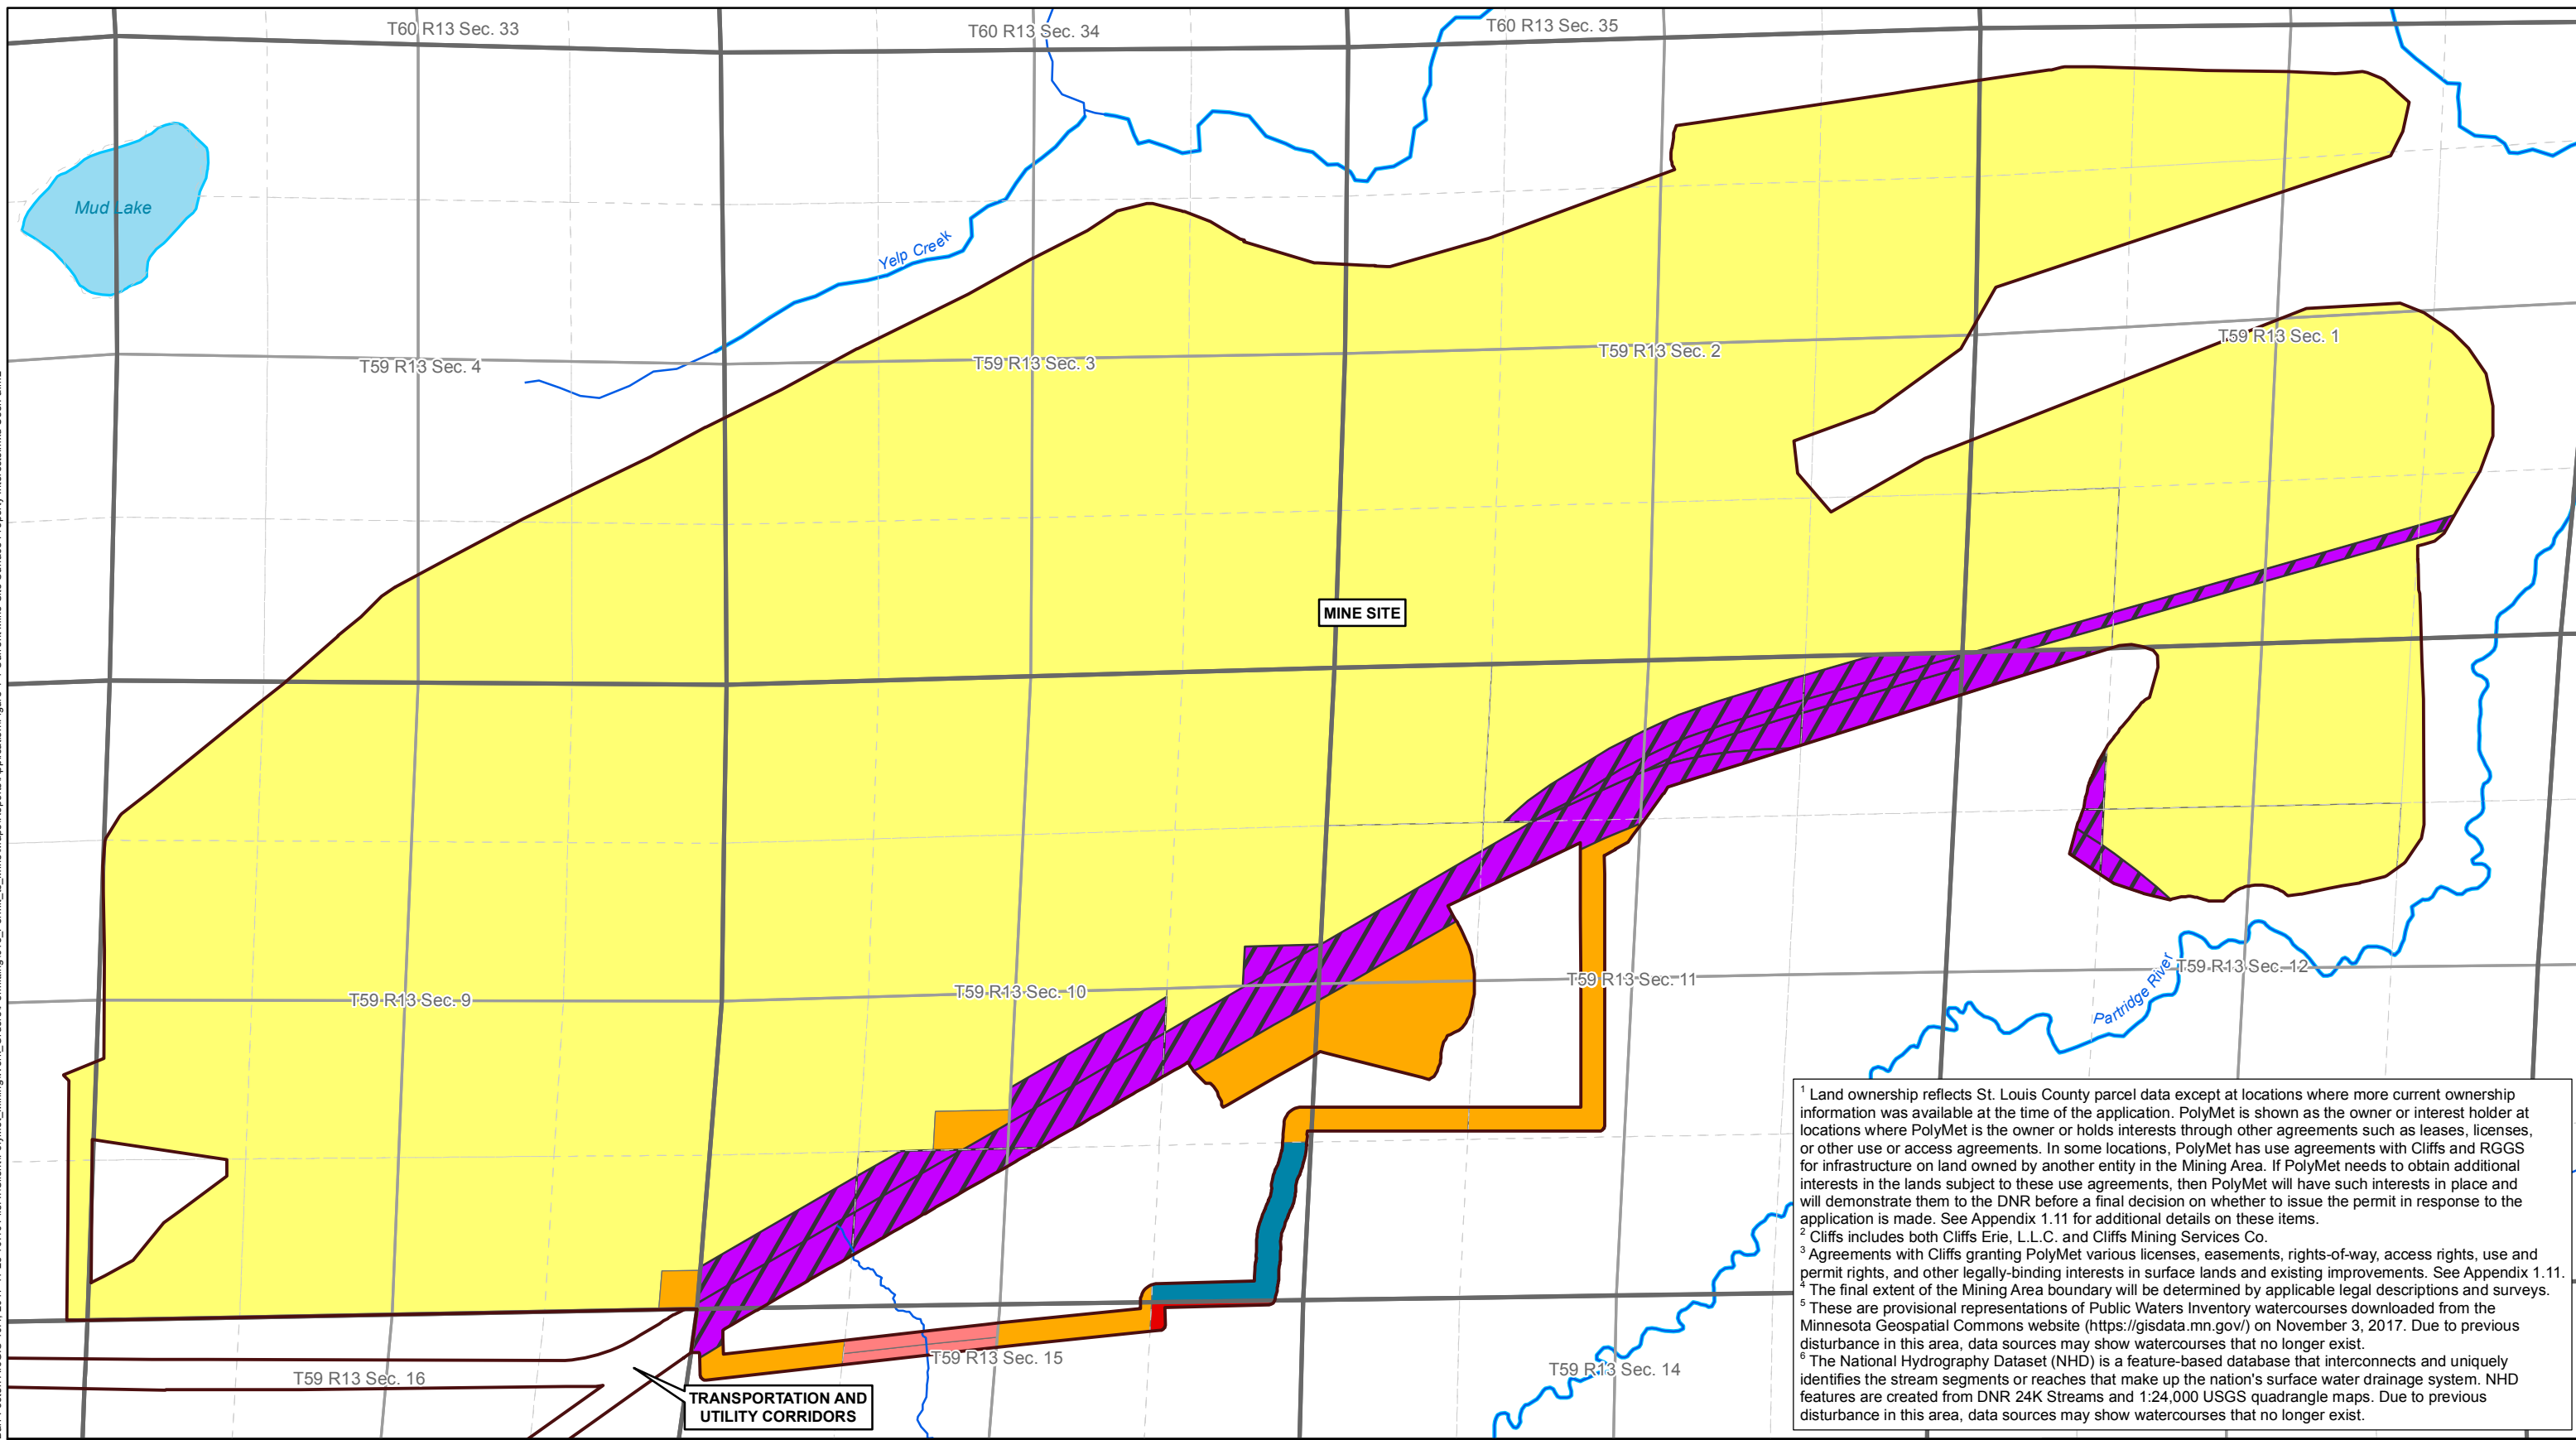 T60 R13 Sec. 33
T60 R13 Sec. 34
T60 R13 Sec. 35
Mud Lake
Yelp Creek
T59 R13 Sec. 4
T59 R13 Sec. 3
T59 R13 Sec. 2
T59 R13 Sec. 1
MINE SITE
T59 R13 Sec. 9
T59 R13 Sec. 10
T59 R13 Sec. 11
T59 R13 Sec. 12
Partridge River
T59 R13 Sec. 16
T59 R13 Sec. 15
T59 R13 Sec. 14
TRANSPORTATION AND
UTILITY CORRIDORS
1 Land ownership reflects St. Louis County parcel data except at locations where more current ownership
information was available at the time of the application. PolyMet is shown as the owner or interest holder at
locations where PolyMet is the owner or holds interests through other agreements such as leases, licenses,
or other use or access agreements. In some locations, PolyMet has use agreements with Cliffs and RGGS
for infrastructure on land owned by another entity in the Mining Area. If PolyMet needs to obtain additional
interests in the lands subject to these use agreements, then PolyMet will have such interests in place and
will demonstrate them to the DNR before a final decision on whether to issue the permit in response to the
application is made. See Appendix 1.11 for additional details on these items.
2 Cliffs includes both Cliffs Erie, L.L.C. and Cliffs Mining Services Co.
3 Agreements with Cliffs granting PolyMet various licenses, easements, rights-of-way, access rights, use and
permit rights, and other legally-binding interests in surface lands and existing improvements. See Appendix 1.11.
4 The final extent of the Mining Area boundary will be determined by applicable legal descriptions and surveys.
5 These are provisional representations of Public Waters Inventory watercourses downloaded from the
Minnesota Geospatial Commons website (https://gisdata.mn.gov/) on November 3, 2017. Due to previous
disturbance in this area, data sources may show watercourses that no longer exist.
6 The National Hydrography Dataset (NHD) is a feature-based database that interconnects and uniquely
identifies the stream segments or reaches that make up the nation's surface water drainage system. NHD
features are created from DNR 24K Streams and 1:24,000 USGS quadrangle maps. Due to previous
disturbance in this area, data sources may show watercourses that no longer exist.